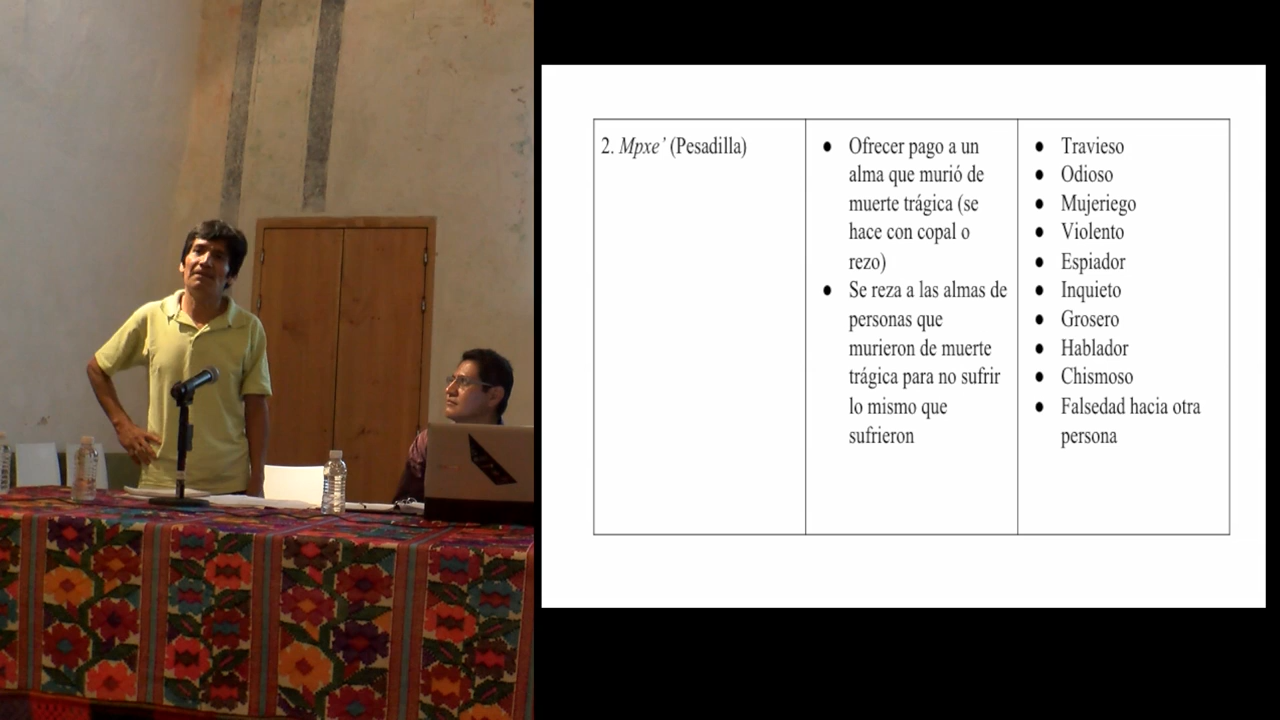 2. Mpxe’ (Pesadilla)
● Ofrecer pago a un
alma que murió de
muerte trágica (se
hace con copal o
rezo)
● Se reza a las almas de
personas que
murieron de muerte
trágica para no sufrir
lo mismo que
sufrieron
● Travieso
● Odioso
● Mujeriego
● Violento
● Espiador
● Inquieto
● Grosero
● Hablador
● Chismoso
● Falsedad hacia otra
persona